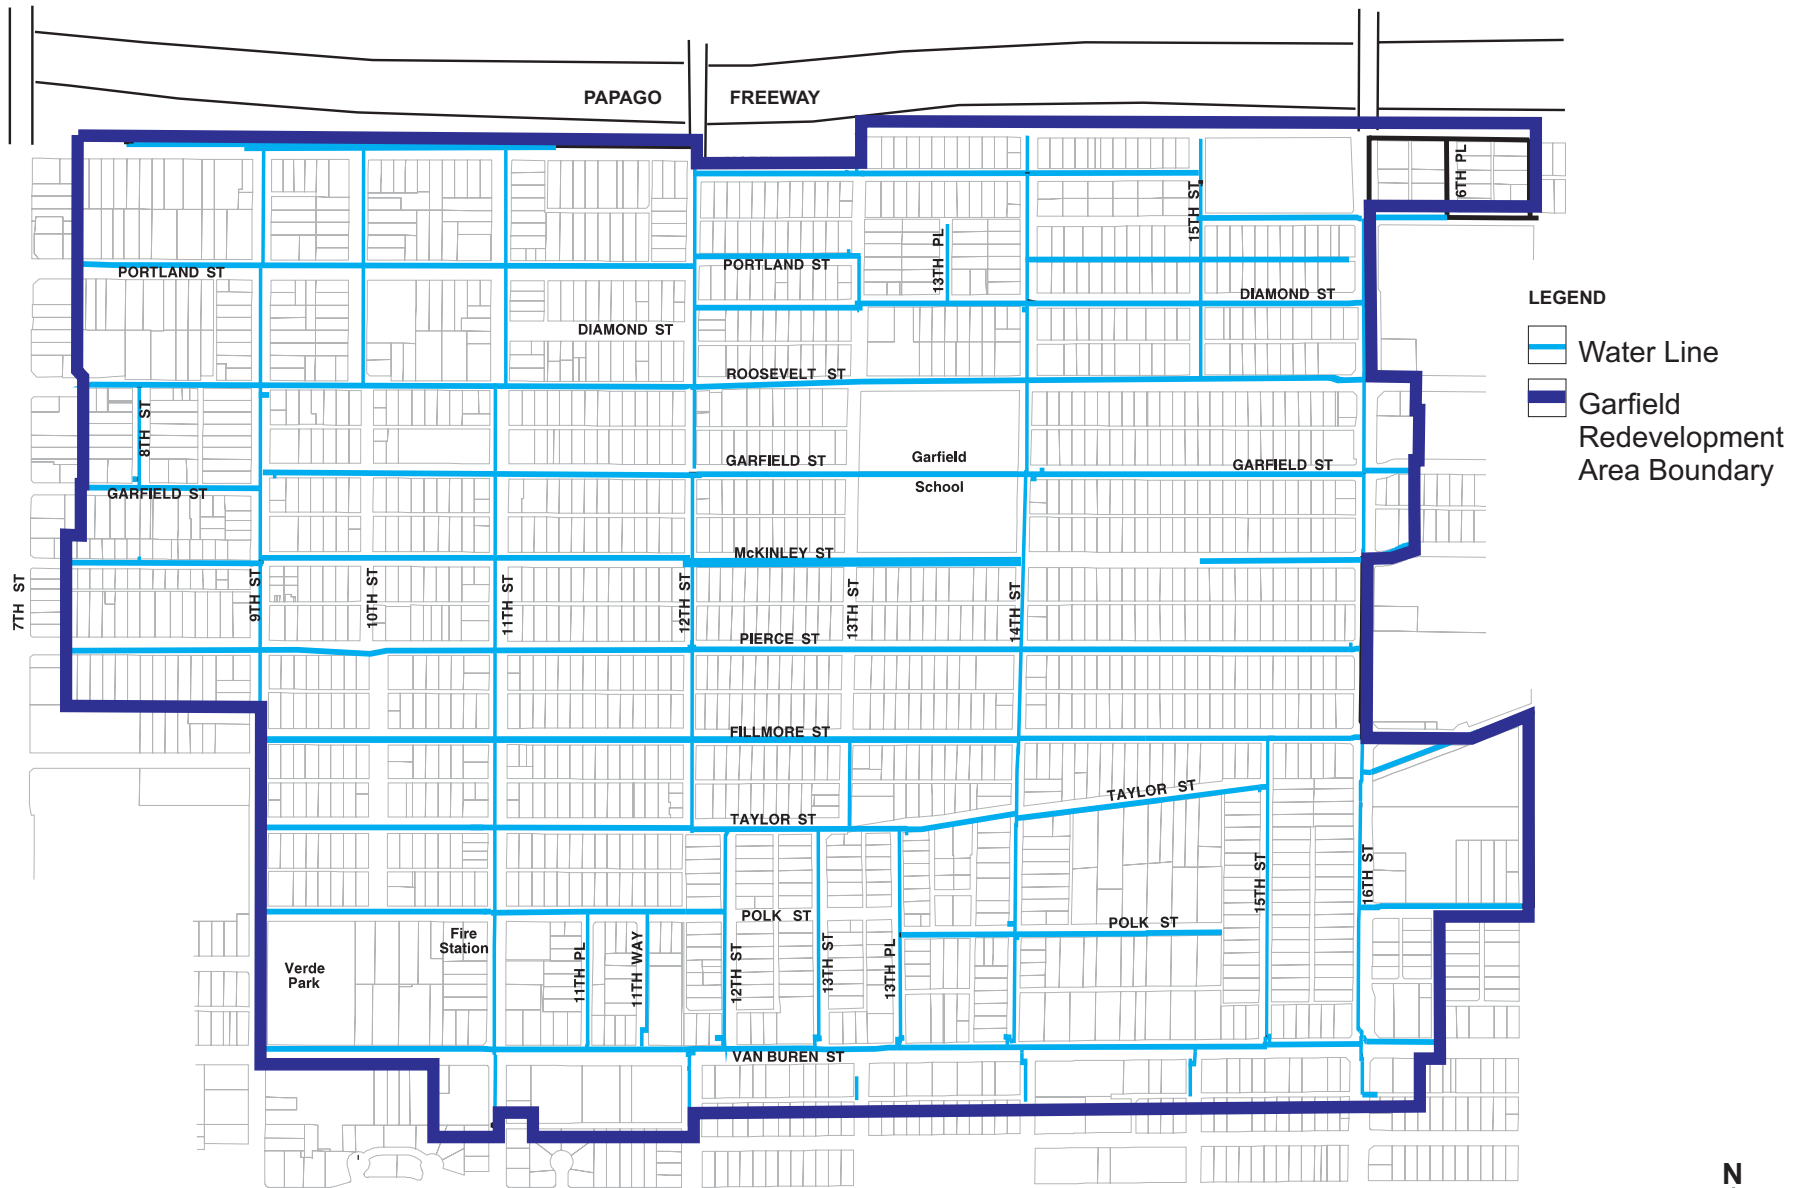 PAPAGO FREEWAY
6TH PL
15TH ST
13TH PL
PORTLAND ST
PORTLAND ST
DIAMOND ST
DIAMOND ST
LEGEND
Water Line
Garfield
Redevelopment
Area Boundary
ROOSEVELT ST
8TH ST
GARFIELD ST
GARFIELD ST
GARFIELD ST
Garfield
School
McKINLEY ST
7TH ST
9TH ST
10TH ST
11TH ST
12TH ST
13TH ST
14TH ST
PIERCE ST
FILLMORE ST
TAYLOR ST
TAYLOR ST
15TH ST
16TH ST
POLK ST
POLK ST
Fire
Station
Verde
Park
11TH PL
11TH WAY
12TH ST
13TH ST
13TH PL
VAN BUREN ST
N